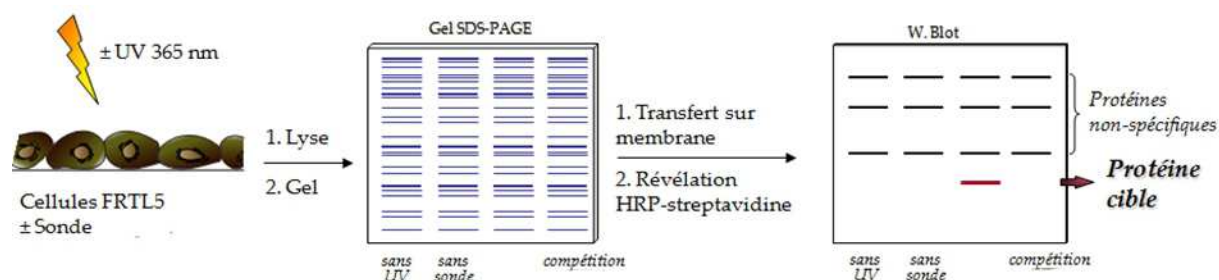 ± UV 365 nm
Cellules FRTL5
± Sonde
1. Lyse
2. Gel
Gel SDS-PAGE
sans UV
sans sonde
compétition
1. Transfert sur
membrane
2. Révélation
HRP-streptavidine
W. Blot
Protéines
non-spécifiques
Protéine
cible
sans UV
sans sonde
compétition